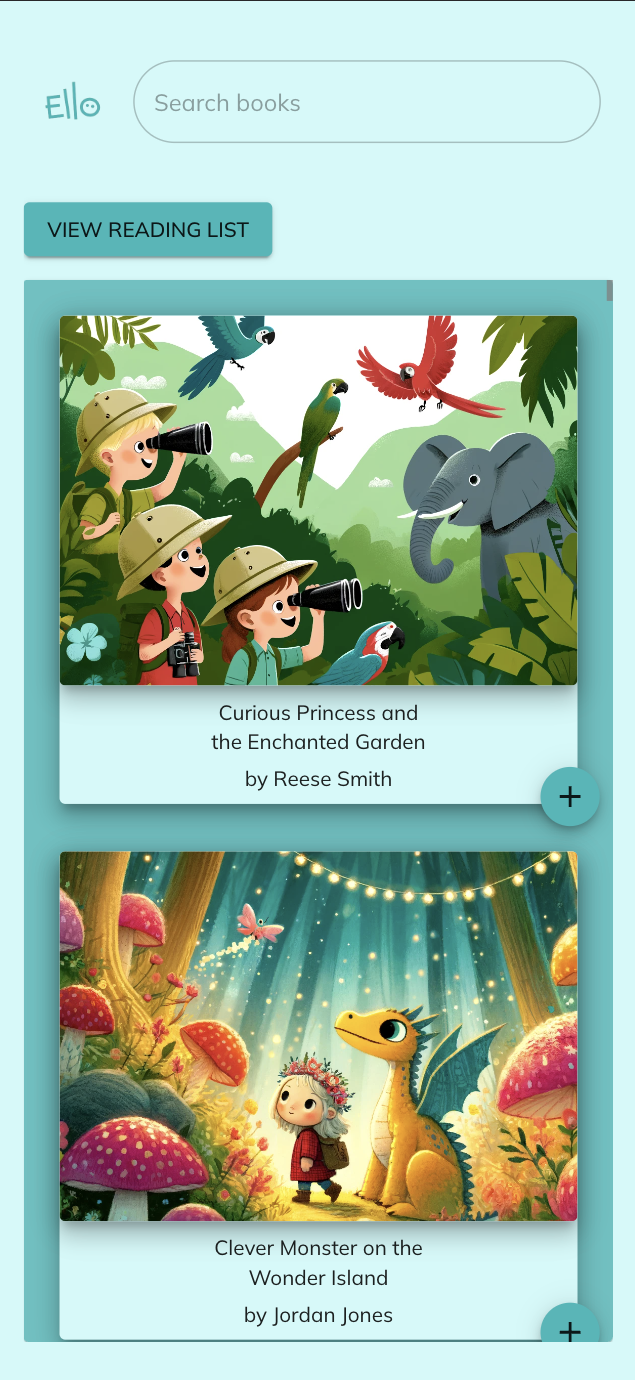 Ello
Search books
VIEW READING LIST
Curious Princess and
the Enchanted Garden
by Reese Smith
+
Clever Monster on the
Wonder Island
by Jordan Jones
+